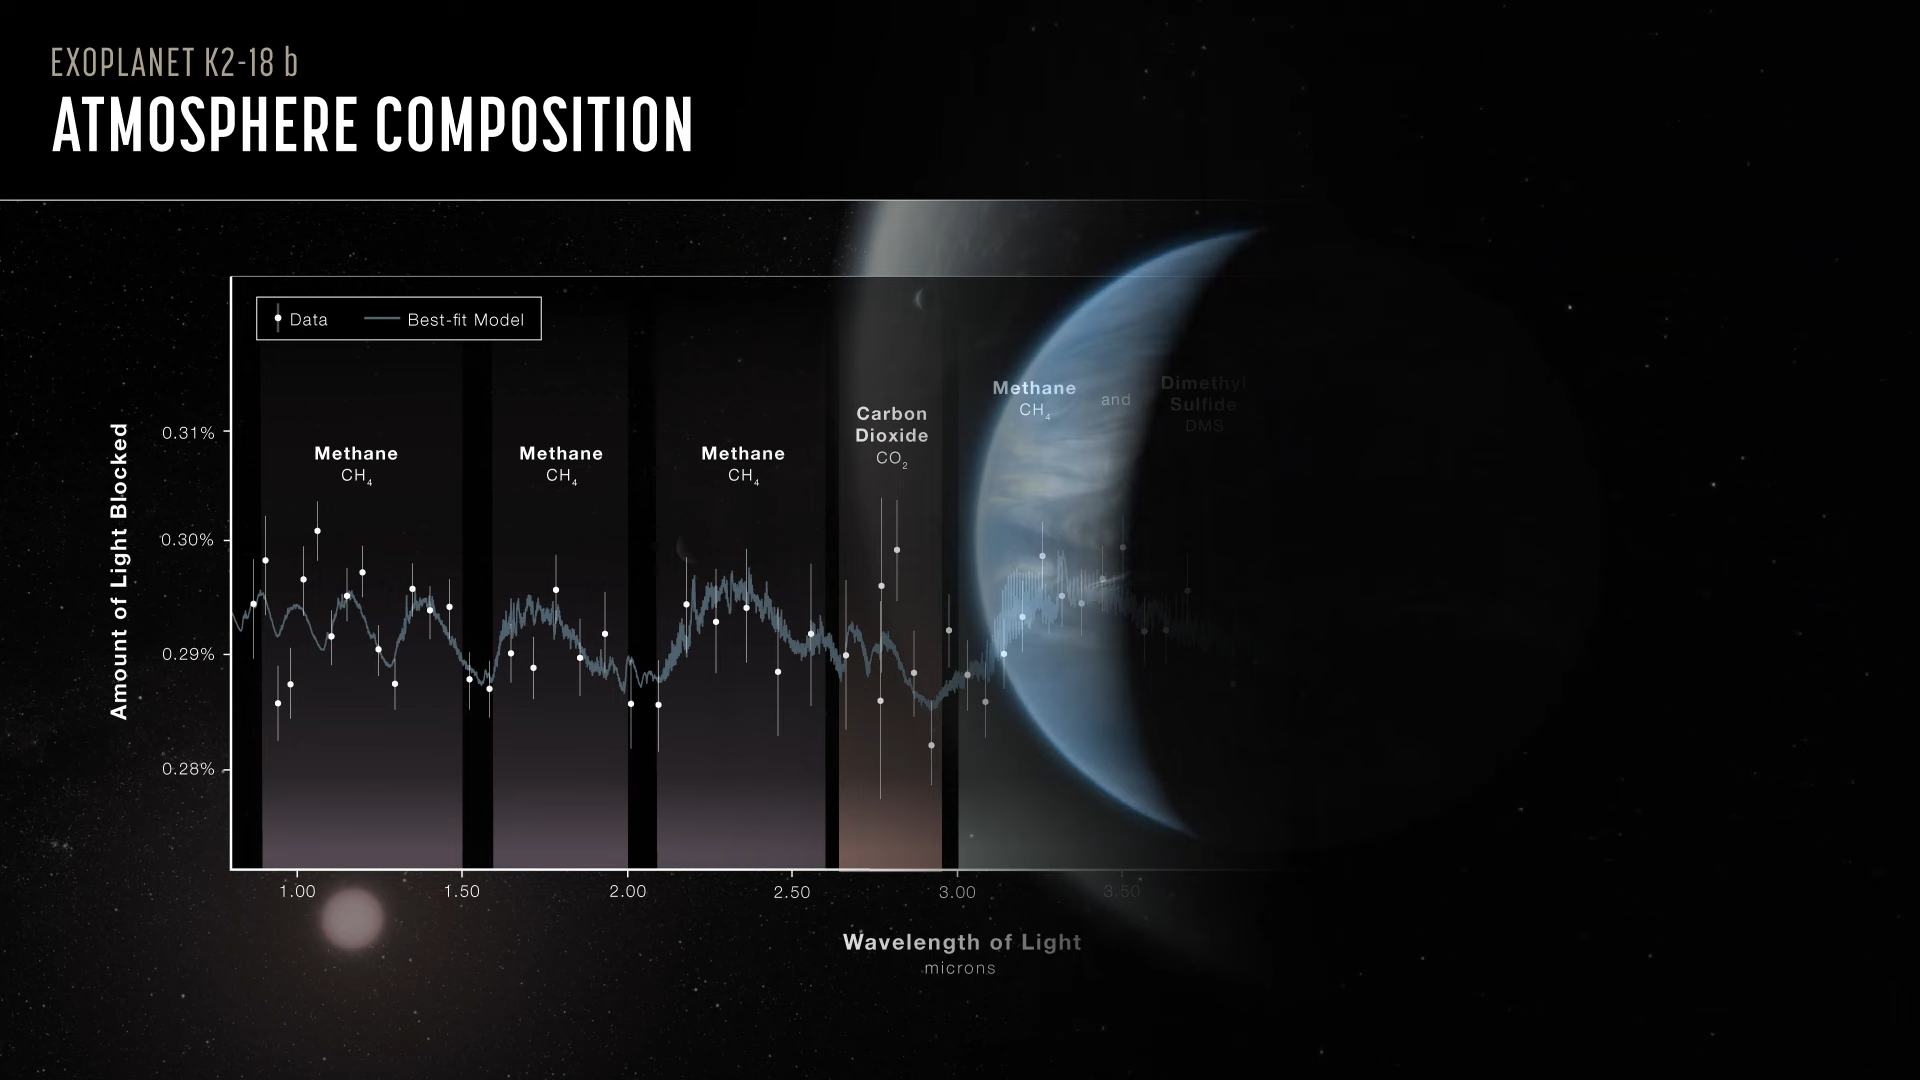 EXOPLANET K2-18 b
ATMOSPHERE COMPOSITION
Data
Best-fit Model
Amount of Light Blocked
0.31%
0.30%
0.29%
0.28%
Methane
CH₄
Methane
CH₄
Methane
CH₄
Carbon
Dioxide
CO₂
Methane
CH₄
and
Dimethyl
Sulfide
DMS
1.00
1.50
2.00
2.50
3.00
3.50
Wavelength of Light
microns